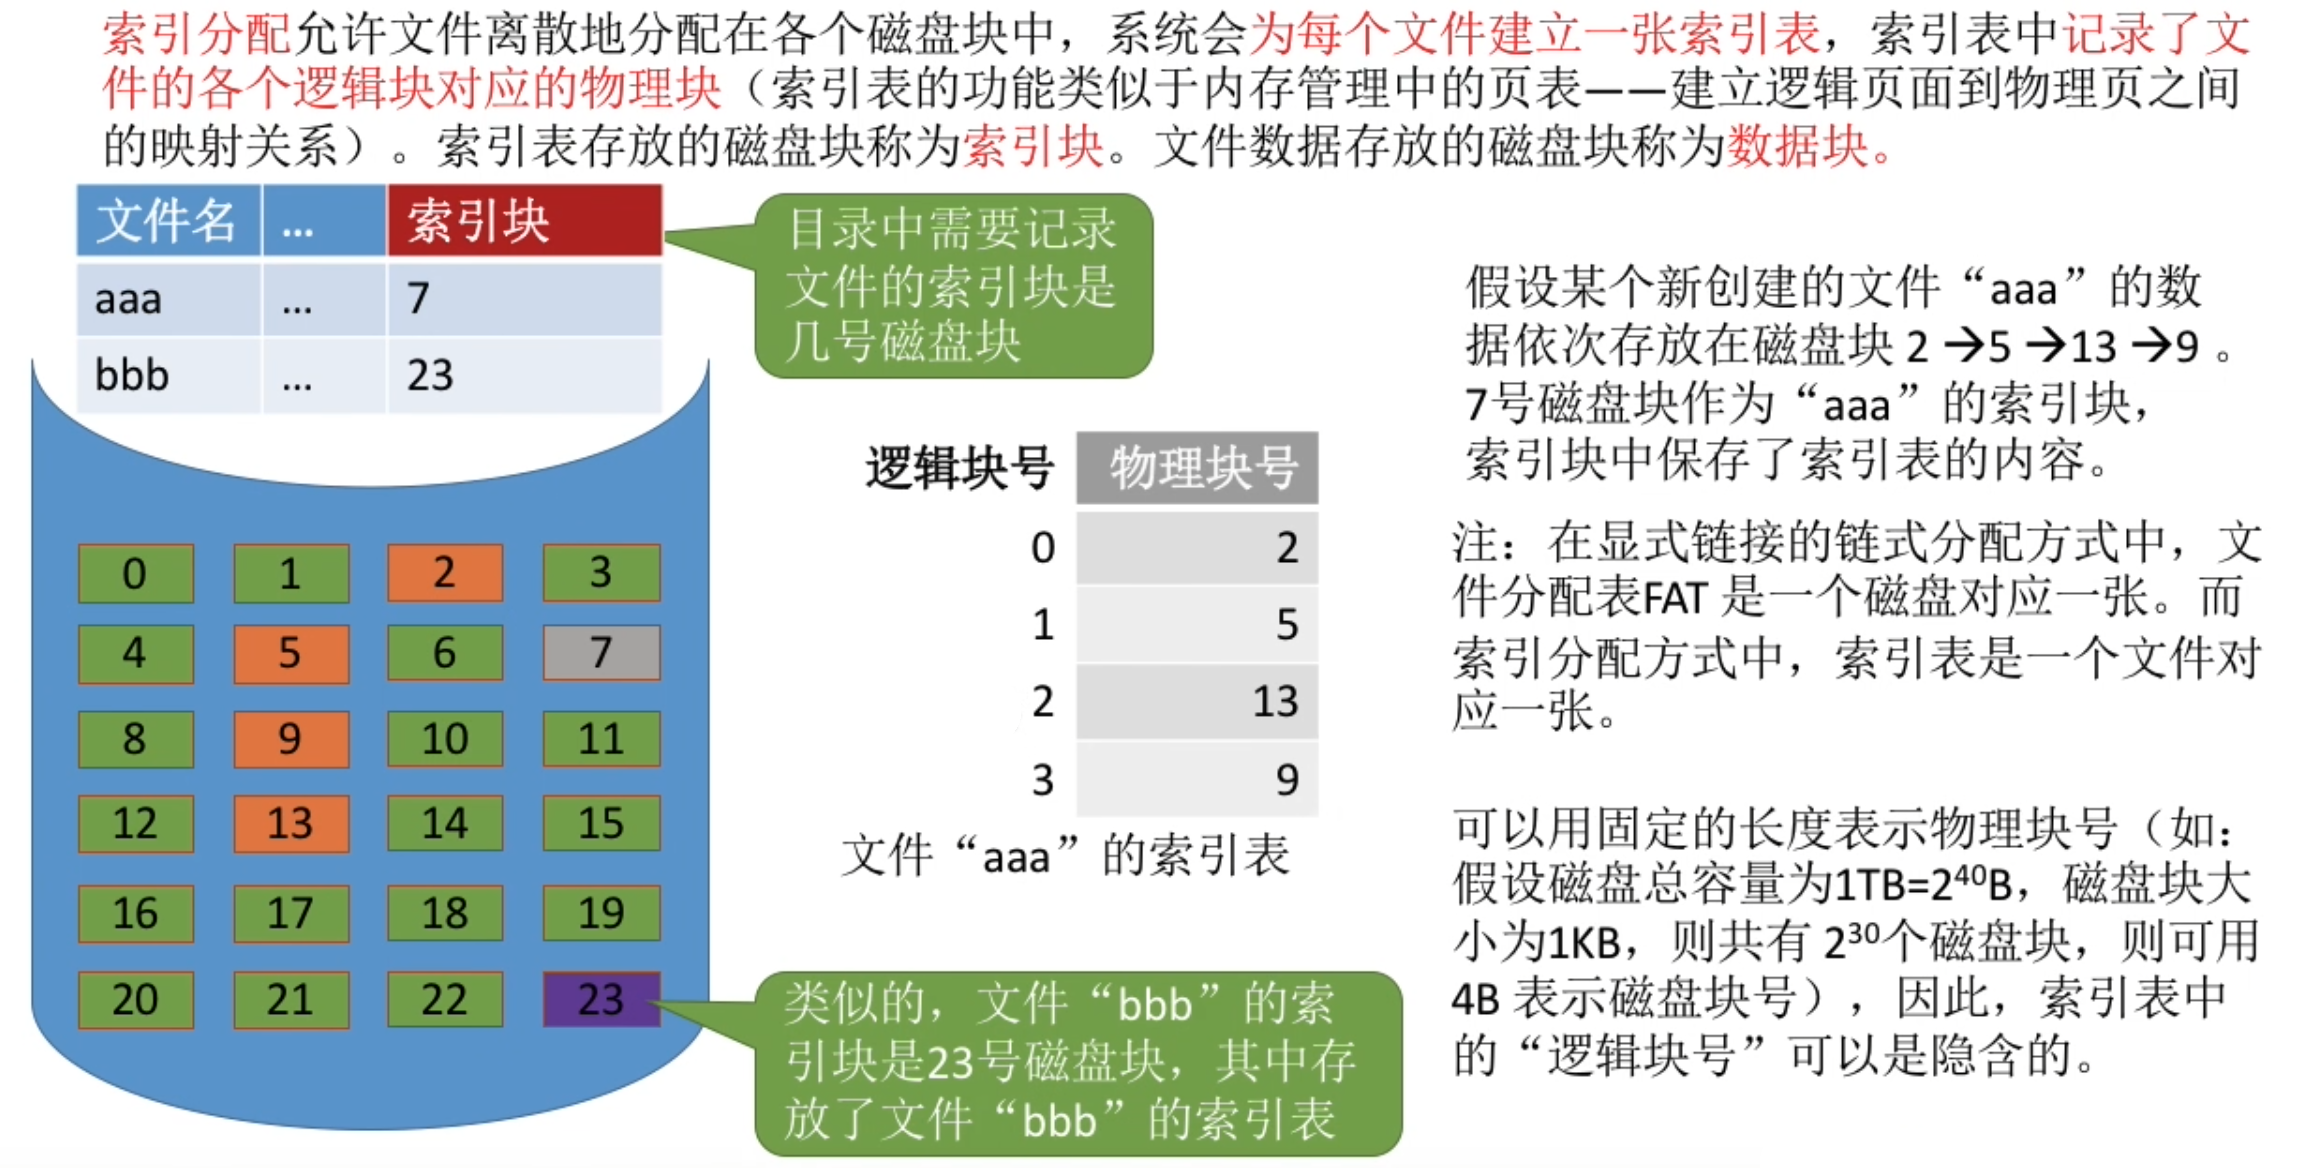 索引分配允许文件离散地分配在各个磁盘块中，系统会为每个文件建立一张索引表，索引表中记录了文
件的各个逻辑块对应的物理块（索引表的功能类似于内存管理中的页表——建立逻辑页面到物理页之间
的映射关系）。索引表存放的磁盘块称为索引块。文件数据存放的磁盘块称为数据块。
文件名 ... 索引块
aaa ... 7
bbb ... 23
目录中需要记录
文件的索引块是
几号磁盘块
0 1 2 3
4 5 6 7
8 9 10 11
12 13 14 15
16 17 18 19
20 21 22 23
逻辑块号 物理块号
0 2
1 5
2 13
3 9
文件“aaa”的索引表
类似的，文件“bbb”的索
引块是23号磁盘块，其中存
放了文件“bbb”的索引表
假设某个新创建的文件“aaa”的数
据依次存放在磁盘块 2 →5 →13 →9 。
7号磁盘块作为“aaa”的索引块，
索引块中保存了索引表的内容。
注：在显式链接的链式分配方式中，文
件分配表FAT 是一个磁盘对应一张。而
索引分配方式中，索引表是一个文件对
应一张。
可以用固定的长度表示物理块号（如：
假设磁盘总容量为1TB=2⁴⁰B，磁盘块大
小为1KB，则共有 2³⁰个磁盘块，则可用
4B 表示磁盘块号），因此，索引表中
的“逻辑块号”可以是隐含的。